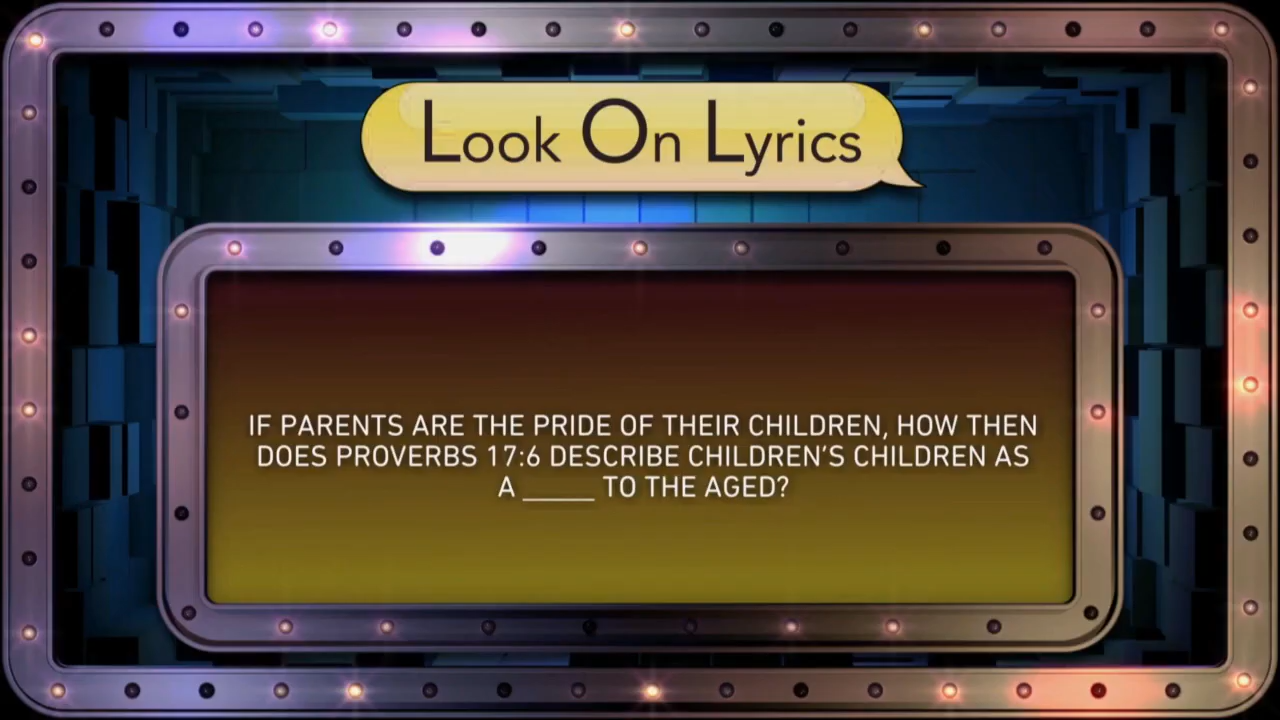 Look On Lyrics
IF PARENTS ARE THE PRIDE OF THEIR CHILDREN, HOW THEN
DOES PROVERBS 17:6 DESCRIBE CHILDREN’S CHILDREN AS
A _____ TO THE AGED?